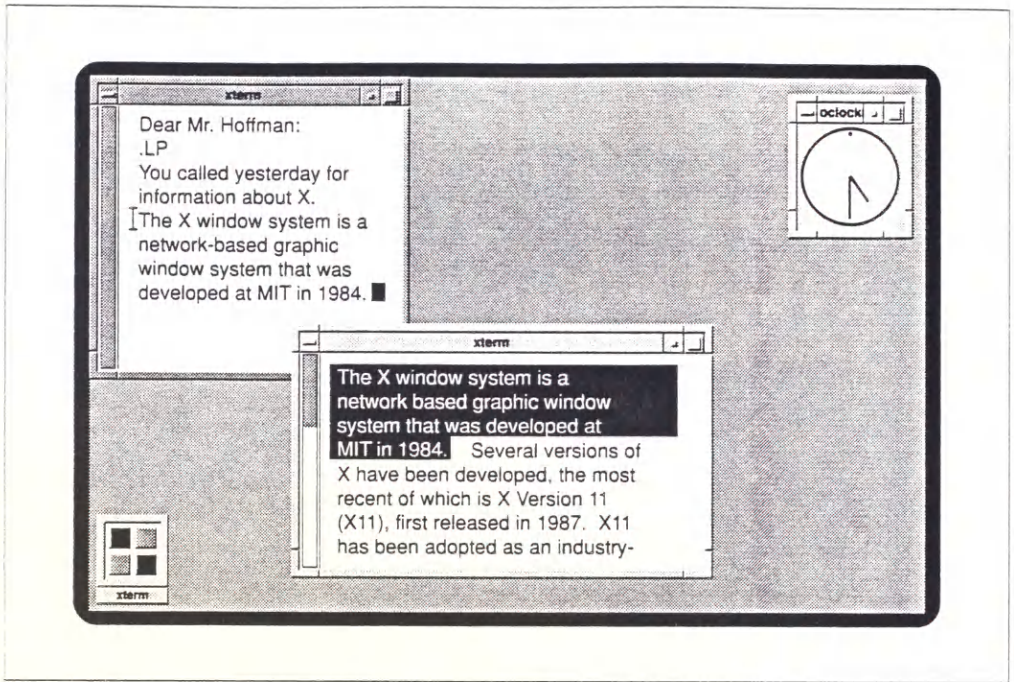 xterm
Dear Mr. Hoffman:
.LP
You called yesterday for
information about X.
The X window system is a
network-based graphic
window system that was
developed at MIT in 1984.
oclock
xterm
The X window system is a
network based graphic window
system that was developed at
MIT in 1984. Several versions of
X have been developed, the most
recent of which is X Version 11
(X11), first released in 1987. X11
has been adopted as an industry-
xterm